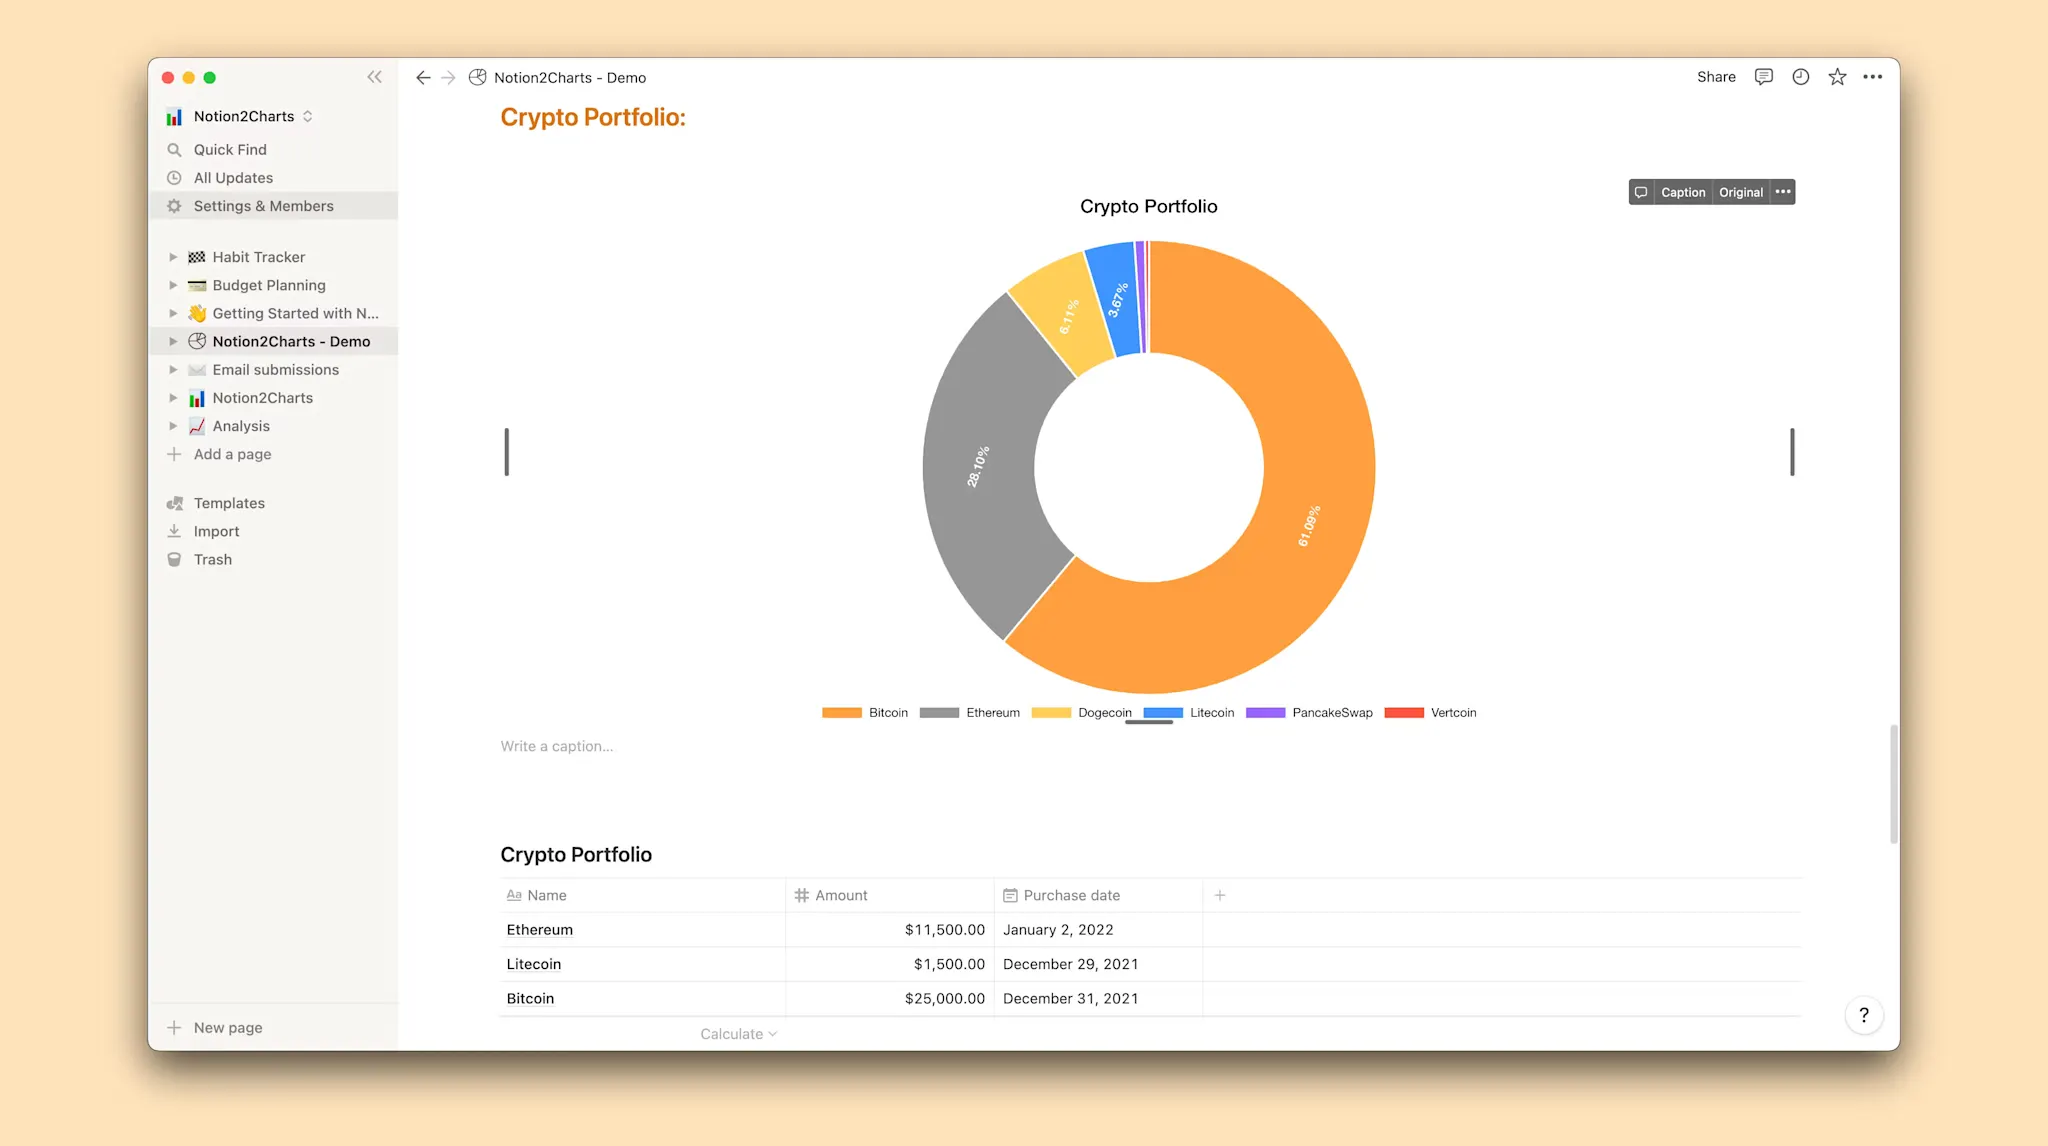 Notion2Charts
Quick Find
All Updates
Settings & Members
Habit Tracker
Budget Planning
Getting Started with N...
Notion2Charts - Demo
Email submissions
Notion2Charts
Analysis
Add a page
Templates
Import
Trash
New page
Notion2Charts - Demo
Share
Crypto Portfolio:
Caption Original
Crypto Portfolio
61.09%
28.10%
6.11%
3.67%
Bitcoin Ethereum Dogecoin Litecoin PancakeSwap Vertcoin
Write a caption...
Crypto Portfolio
Aa Name Amount Purchase date
Ethereum $11,500.00 January 2, 2022
Litecoin $1,500.00 December 29, 2021
Bitcoin $25,000.00 December 31, 2021
Calculate
?